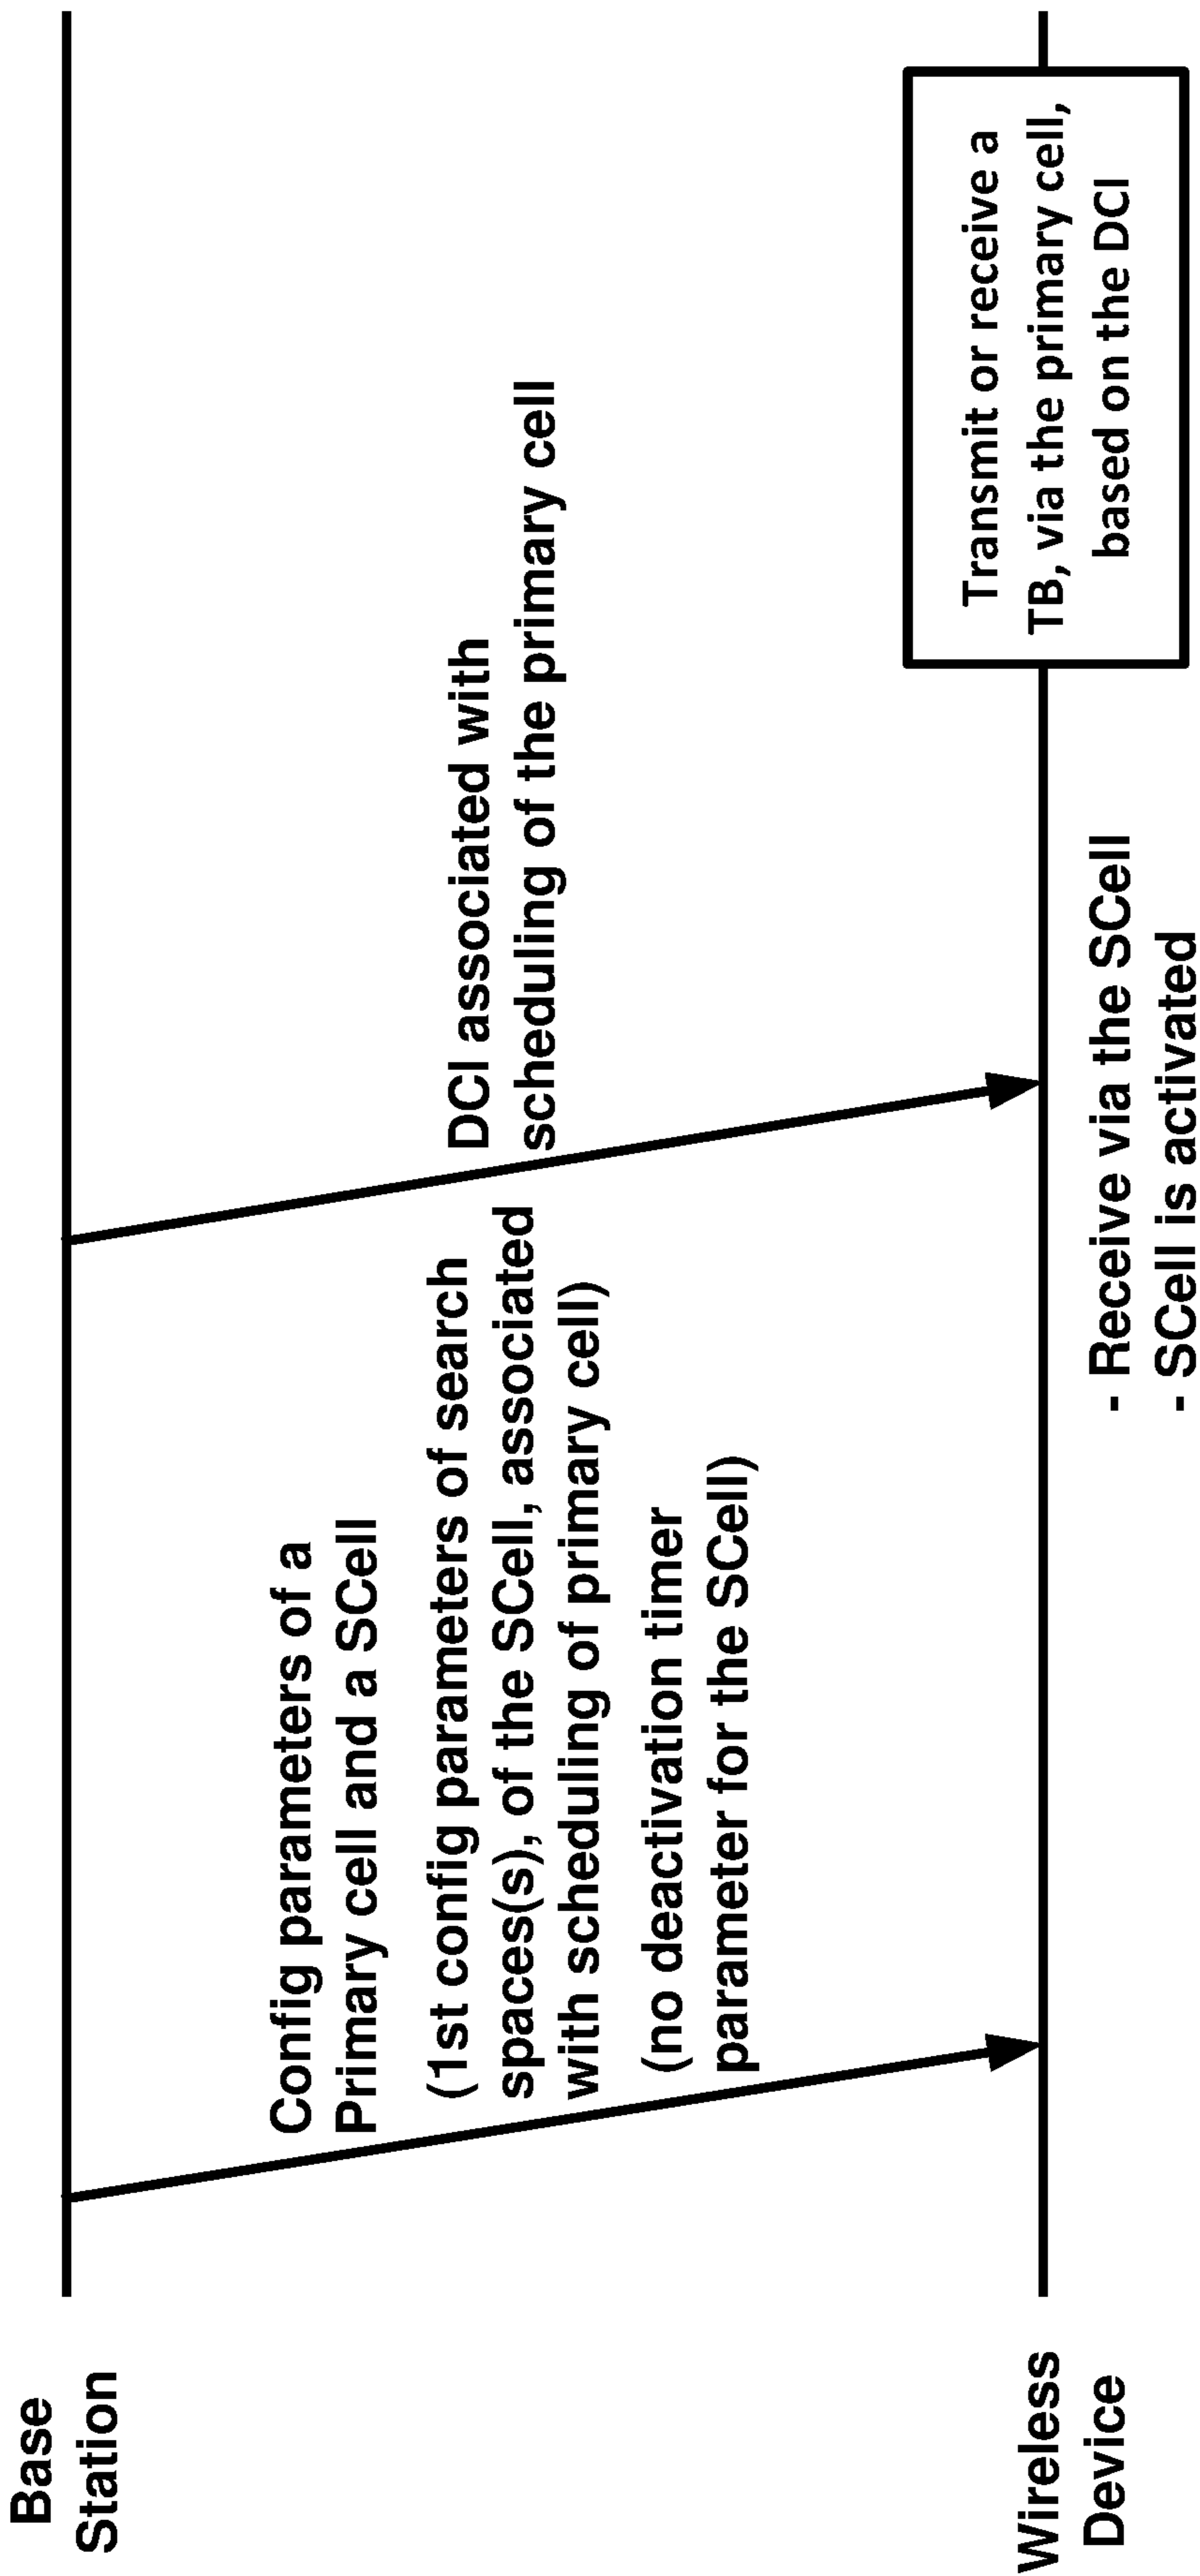 Base
Station
Config parameters of a
Primary cell and a SCell
(1st config parameters of search
spaces(s), of the SCell, associated
with scheduling of primary cell)
(no deactivation timer
parameter for the SCell)
DCI associated with
scheduling of the primary cell
Wireless
Device
- Receive via the SCell
- SCell is activated
Transmit or receive a
TB, via the primary cell,
based on the DCI